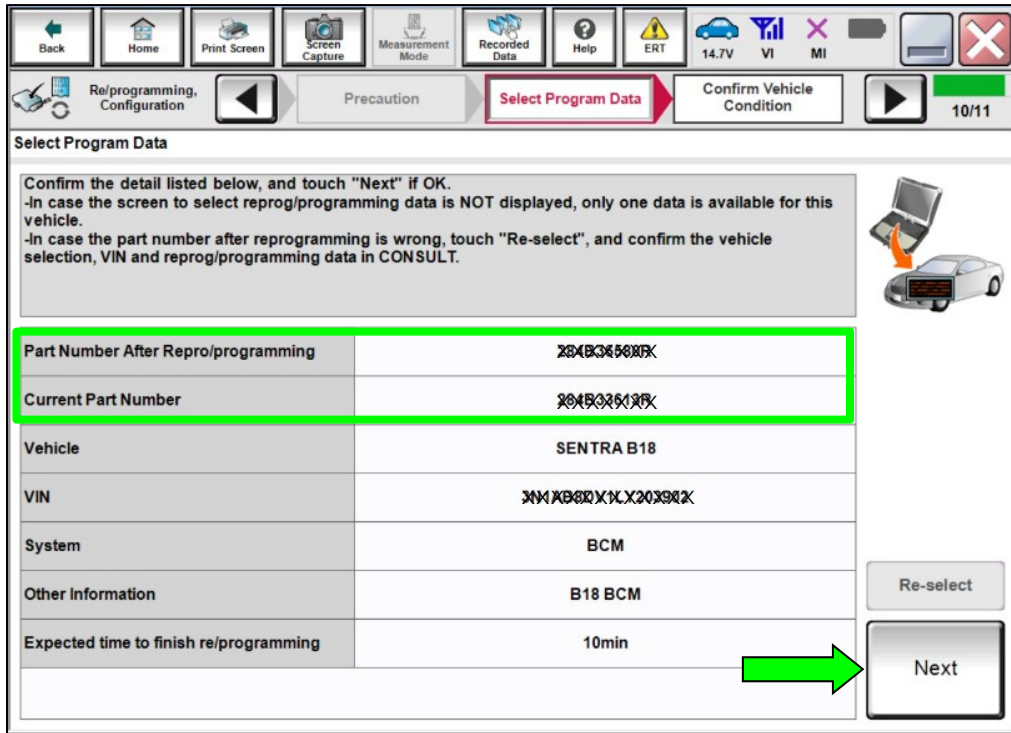 Back
Home
Print Screen
Screen
Capture
Measurement
Mode
Recorded
Data
Help
ERT
14.7V
VI
MI
Re/programming,
Configuration
Precaution
Select Program Data
Confirm Vehicle
Condition
10/11
Select Program Data
Confirm the detail listed below, and touch "Next" if OK.
-In case the screen to select reprog/programming data is NOT displayed, only one data is available for this
vehicle.
-In case the part number after reprogramming is wrong, touch "Re-select", and confirm the vehicle
selection, VIN and reprog/programming data in CONSULT.
Part Number After Repro/programming
Current Part Number
Vehicle
SENTRA B18
VIN
System
BCM
Other Information
B18 BCM
Expected time to finish re/programming
10min
Re-select
Next